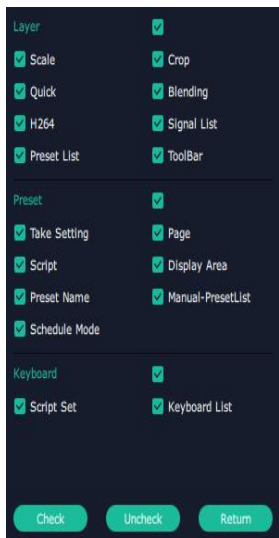 Layer
Scale Crop
Quick Blending
H264 Signal List
Preset List ToolBar
Preset
Take Setting Page
Script Display Area
Preset Name Manual-PresetList
Schedule Mode
Keyboard
Script Set Keyboard List
Check Uncheck Return